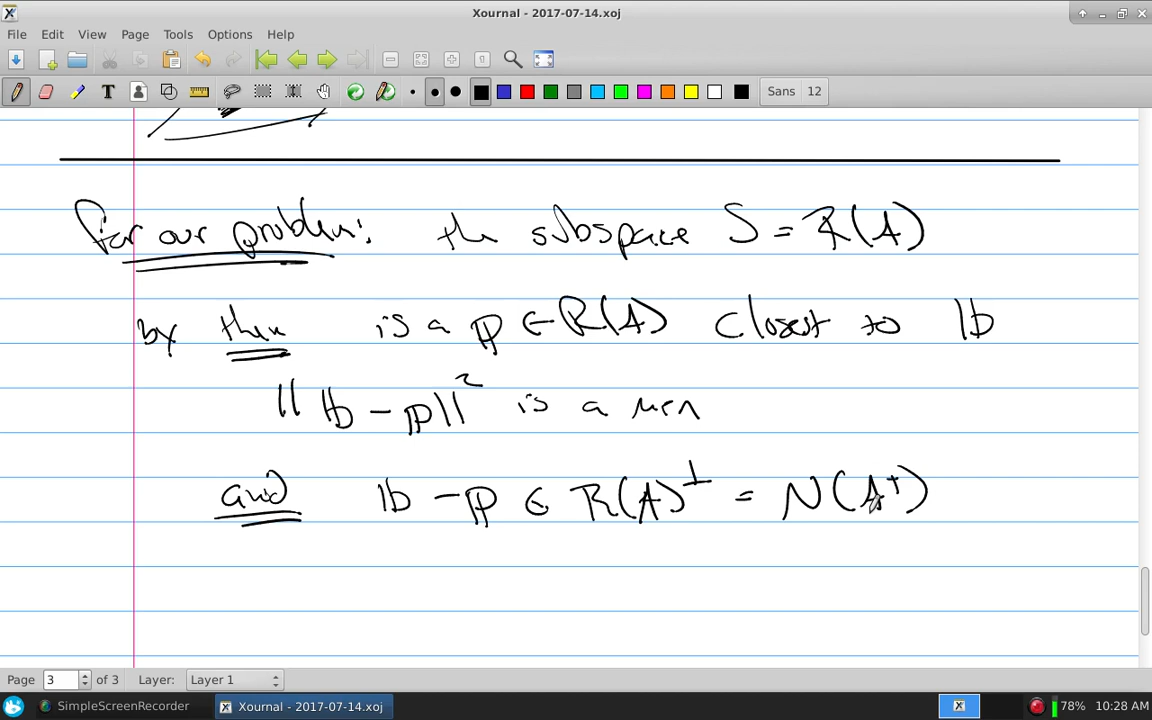 Xournal - 2017-07-14.xoj
File Edit View Page Tools Options Help
Sans 12
For our problem: the subspace S = R(A)
by thm is a p ∈ R(A) closest to b
|| b - p ||² is a min
and b - p ∈ R(A)^⊥ = N(A^T)
Page 3 of 3 Layer: Layer 1
SimpleScreenRecorder Xournal - 2017-07-14.xoj 78% 10:28 AM